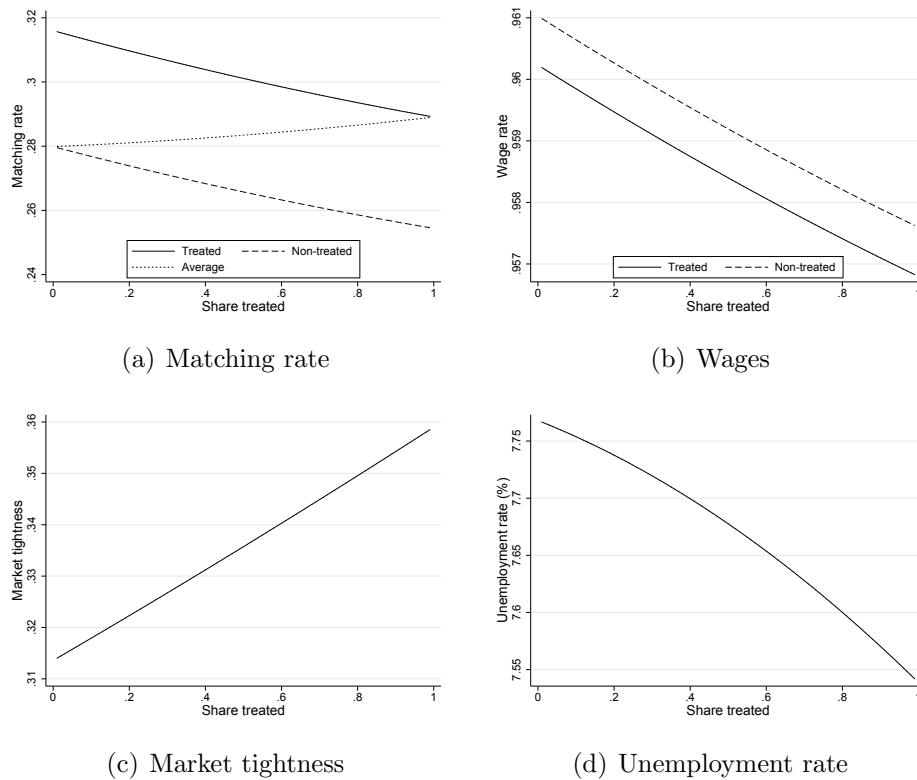 Matching rate
.24 .26 .28 .3 .32
Treated Non-treated
Average
0 .2 .4 .6 .8 1
Share treated
(a) Matching rate
Wage rate
.957 .958 .959 .96 .961
Treated Non-treated
0 .2 .4 .6 .8 1
Share treated
(b) Wages
Market tightness
.31 .32 .33 .34 .35 .36
0 .2 .4 .6 .8 1
Share treated
(c) Market tightness
Unemployment rate (%)
7.55 7.6 7.65 7.7 7.75
0 .2 .4 .6 .8 1
Share treated
(d) Unemployment rate